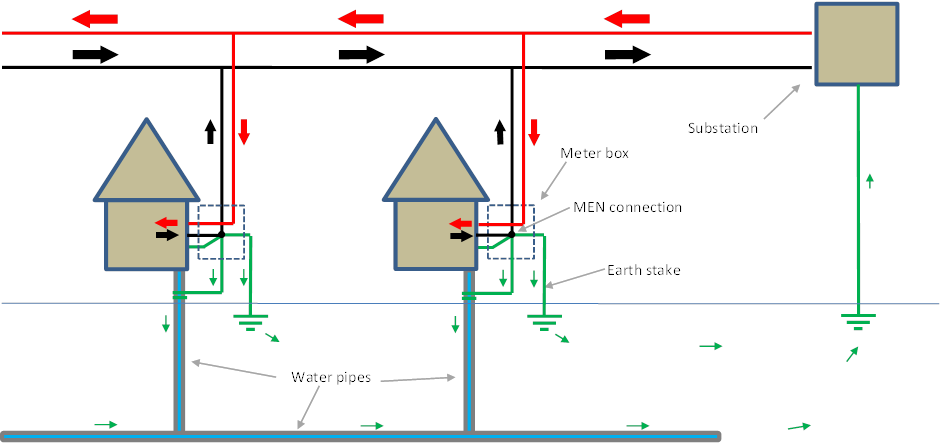 Substation
Meter box
MEN connection
Earth stake
Water pipes